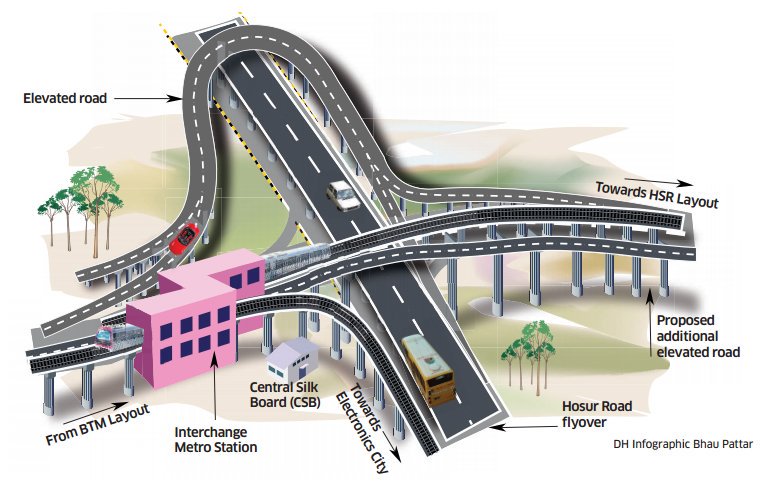 Elevated road
Towards HSR Layout
Proposed
additional
elevated road
Central Silk
Board (CSB)
Towards
Electronics City
From BTM Layout
Interchange
Metro Station
Hosur Road
flyover
DH Infographic Bhau Pattar